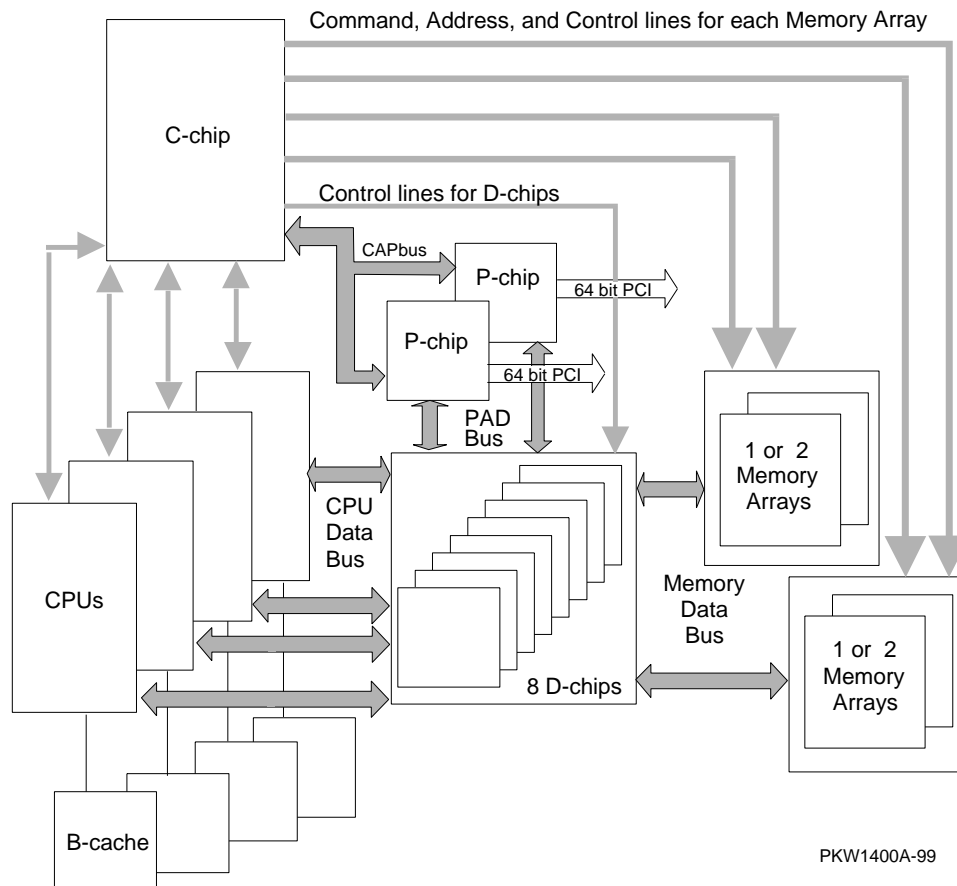 Command, Address, and Control lines for each Memory Array
C-chip
Control lines for D-chips
CAPbus
P-chip
64 bit PCI
P-chip
64 bit PCI
PAD
Bus
1 or 2
Memory
Arrays
CPU
Data
Bus
CPUs
Memory
Data
Bus
1 or 2
Memory
Arrays
8 D-chips
B-cache
PKW1400A-99